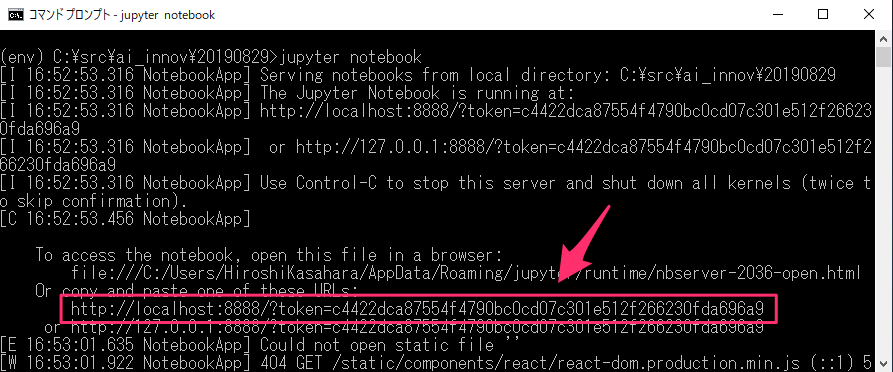 コマンド プロンプト - jupyter notebook
(env) C:¥src¥ai_innov¥20190829>jupyter notebook
[I 16:52:53.316 NotebookApp] Serving notebooks from local directory: C:¥src¥ai_innov¥20190829
[I 16:52:53.316 NotebookApp] The Jupyter Notebook is running at:
[I 16:52:53.316 NotebookApp] http://localhost:8888/?token=c4422dca87554f4790bc0cd07c301e512f26623
0fda696a9
[I 16:52:53.316 NotebookApp]  or http://127.0.0.1:8888/?token=c4422dca87554f4790bc0cd07c301e512f2
66230fda696a9
[I 16:52:53.316 NotebookApp] Use Control-C to stop this server and shut down all kernels (twice t
o skip confirmation).
[C 16:52:53.456 NotebookApp]
To access the notebook, open this file in a browser:
file:///C:/Users/HiroshiKasahara/AppData/Roaming/jupyter/runtime/nbserver-2036-open.html
Or copy and paste one of these URLs:
http://localhost:8888/?token=c4422dca87554f4790bc0cd07c301e512f266230fda696a9
or http://127.0.0.1:8888/?token=c4422dca87554f4790bc0cd07c301e512f266230fda696a9
[E 16:53:01.635 NotebookApp] Could not open static file ''
[W 16:53:01.922 NotebookApp] 404 GET /static/components/react/react-dom.production.min.js (::1) 5